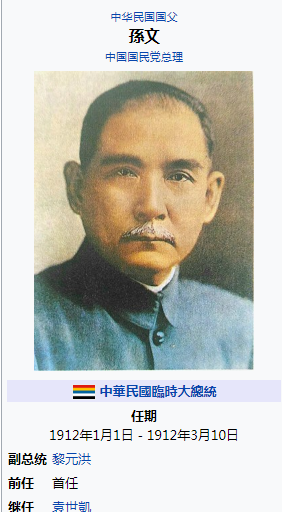 中华民国国父
孫文
中国国民党总理
中華民國臨時大總統
任期
1912年1月1日 - 1912年3月10日
副总统 黎元洪
前任 首任
继任 袁世凯